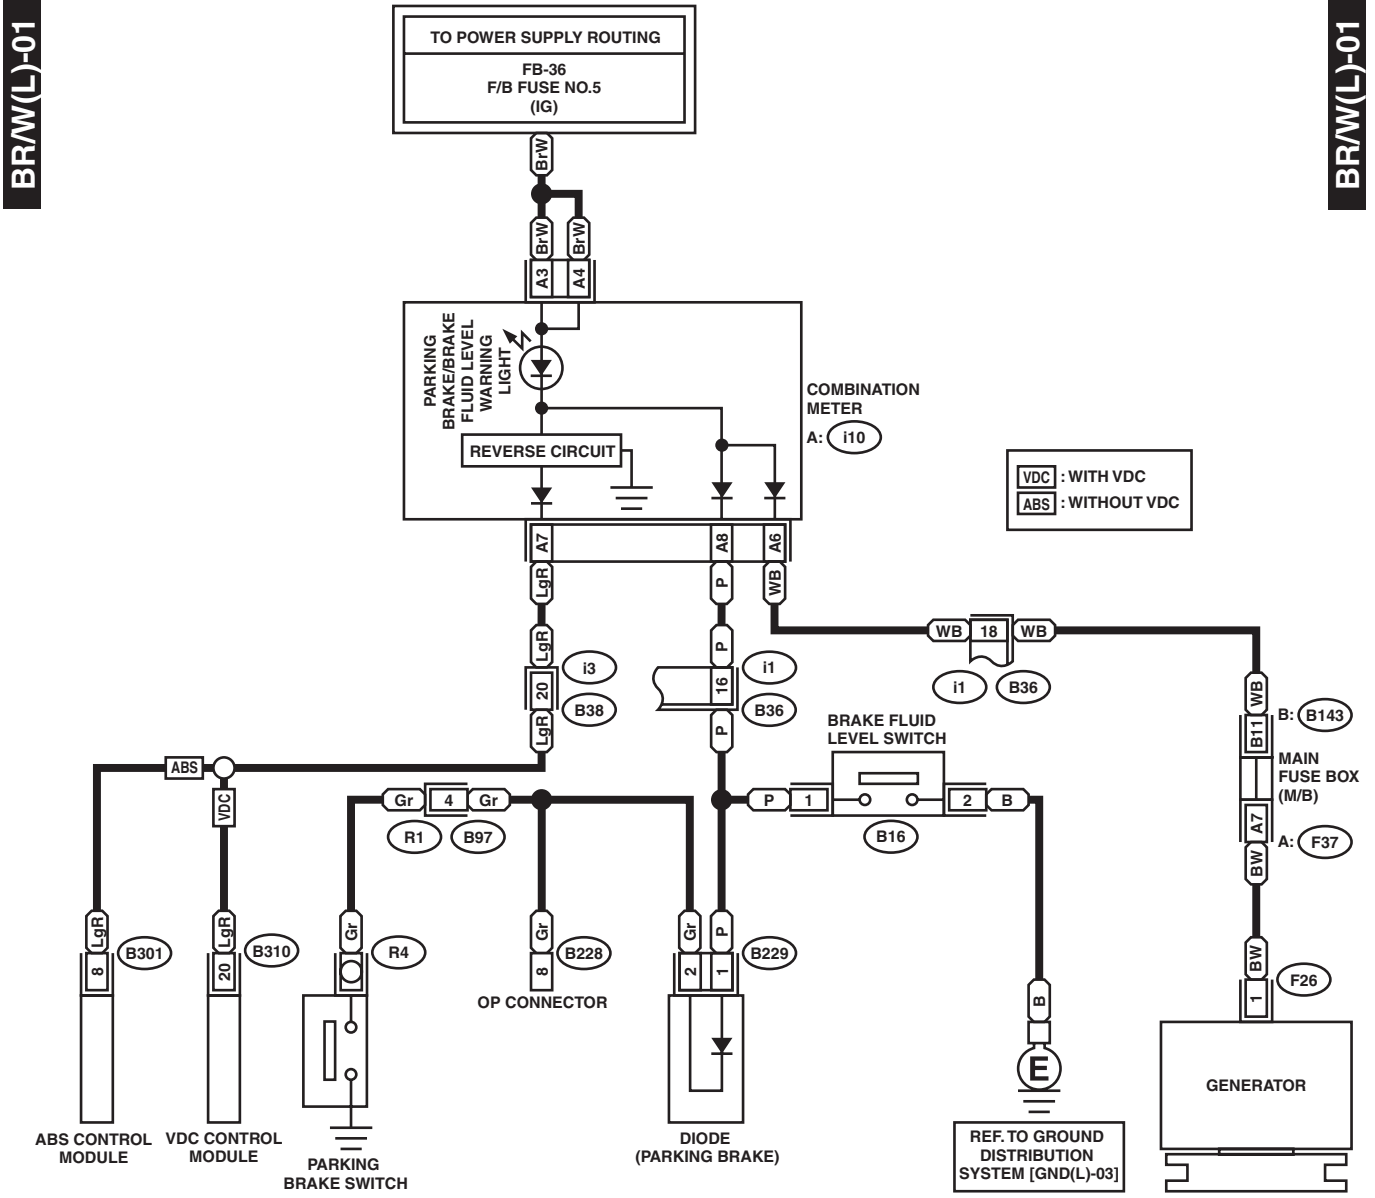 BR/W(L)-01
BR/W(L)-01
TO POWER SUPPLY ROUTING
FB-36
F/B FUSE NO.5
(IG)
BrW
BrW
BrW
A3
A4
PARKING
BRAKE/BRAKE
FLUID LEVEL
WARNING
LIGHT
COMBINATION
METER
A: i10
REVERSE CIRCUIT
VDC : WITH VDC
ABS : WITHOUT VDC
A7
A8
A6
LgR
P
WB
LgR
P
WB 18 WB
i3
i1
i1
B36
20
16
WB
B38
B36
B11
B: B143
LgR
P
BRAKE FLUID
LEVEL SWITCH
MAIN
FUSE BOX
(M/B)
ABS
VDC
Gr 4 Gr
P 1
2 B
R1
B97
B16
A7
A: F37
BW
LgR
LgR
Gr
Gr
Gr
P
BW
B301
B310
R4
B228
B229
F26
8
20
8
2
1
1
OP CONNECTOR
B
E
GENERATOR
ABS CONTROL
MODULE
VDC CONTROL
MODULE
PARKING
BRAKE SWITCH
DIODE
(PARKING BRAKE)
REF. TO GROUND
DISTRIBUTION
SYSTEM [GND(L)-03]